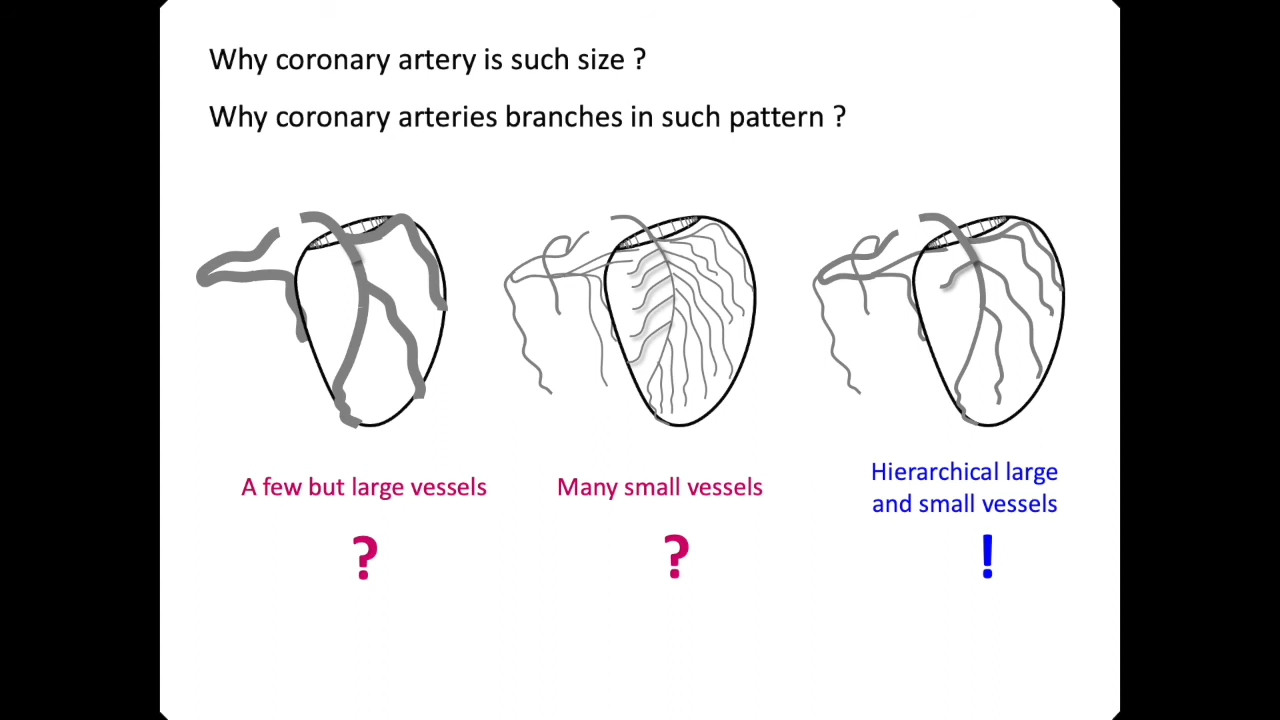 Why coronary artery is such size ?
Why coronary arteries branches in such pattern ?
A few but large vessels
Many small vessels
Hierarchical large
and small vessels
?
?
!